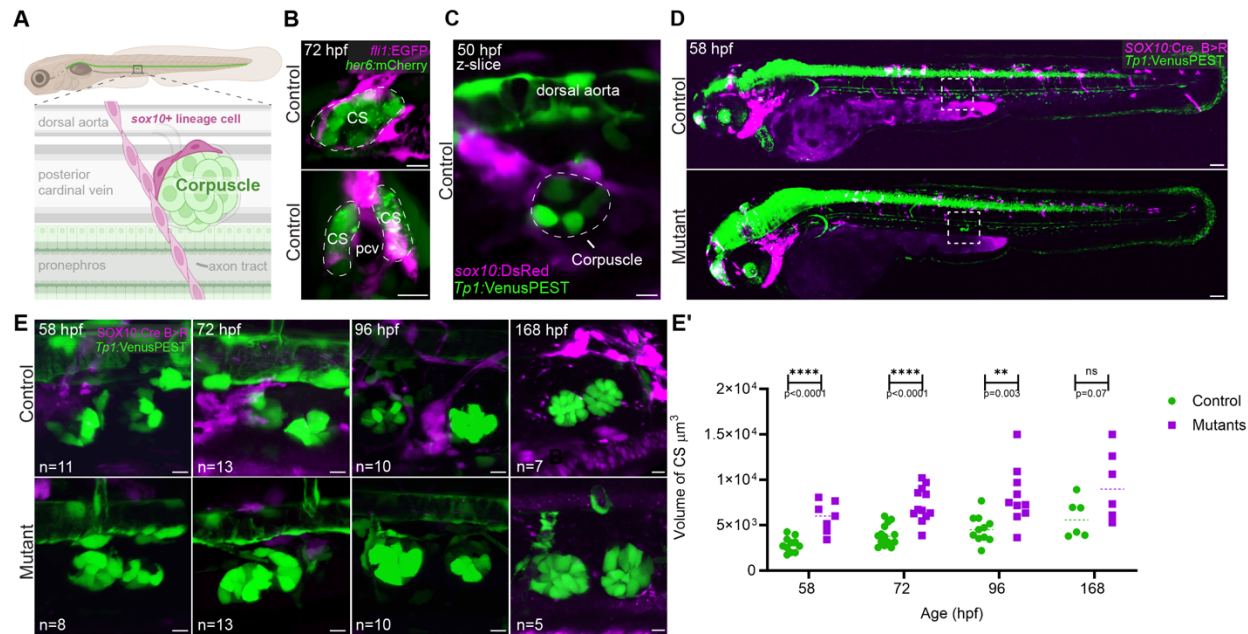 A
dorsal aorta
sox10+ lineage cell
posterior
cardinal vein
Corpuscle
pronephros
axon tract
B
72 hpf
fli1:EGFP
her6:mCherry
Control
CS
Control
CS
CS
pcv
C
50 hpf
z-slice
Control
dorsal aorta
Corpuscle
sox10:DsRed
Tp1:VenusPEST
D
58 hpf
SOX10:Cre_B>R
Tp1:VenusPEST
Control
Mutant
E
58 hpf
SOX10:Cre B>R
Tp1:VenusPEST
72 hpf
96 hpf
168 hpf
Control
n=11
n=13
n=10
B
n=7
Mutant
n=8
n=13
n=10
n=5
E'
****
p<0.0001
****
p<0.0001
**
p=0.003
ns
p=0.07
Volume of CS µm³
2×10⁴
1.5×10⁴
1×10⁴
5×10³
0
58
72
96
168
Age (hpf)
Control
Mutants